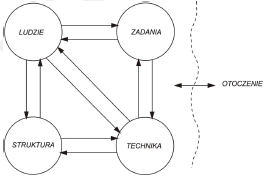 LUDZIE
ZADANIA
OTOCZENIE
STRUKTURA
TECHNIKA